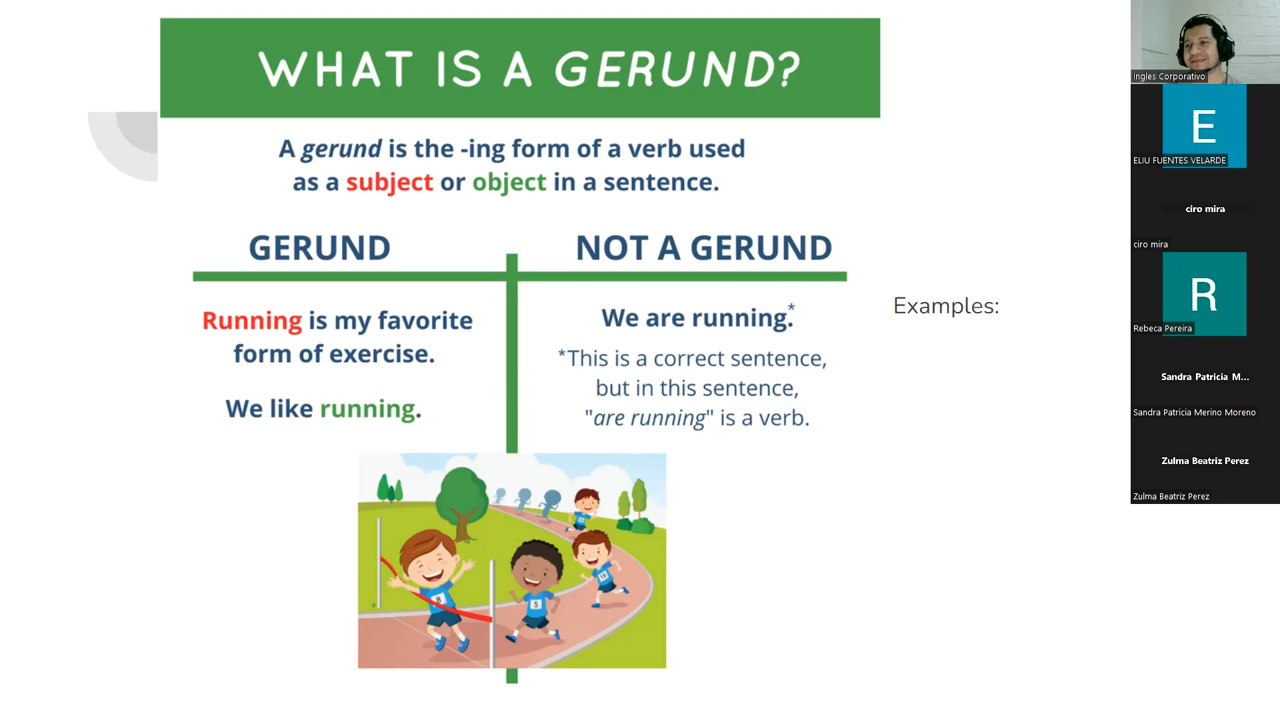 WHAT IS A GERUND?
A gerund is the -ing form of a verb used
as a subject or object in a sentence.
GERUND
NOT A GERUND
Running is my favorite
form of exercise.
We like running.
We are running.*
*This is a correct sentence,
but in this sentence,
"are running" is a verb.
8
5
Examples:
Ingles Corporativo
E
ELIU FUENTES VELARDE
ciro mira
ciro mira
R
Rebeca Pereira
Sandra Patricia M...
Sandra Patricia Merino Moreno
Zulma Beatriz Perez
Zulma Beatriz Perez